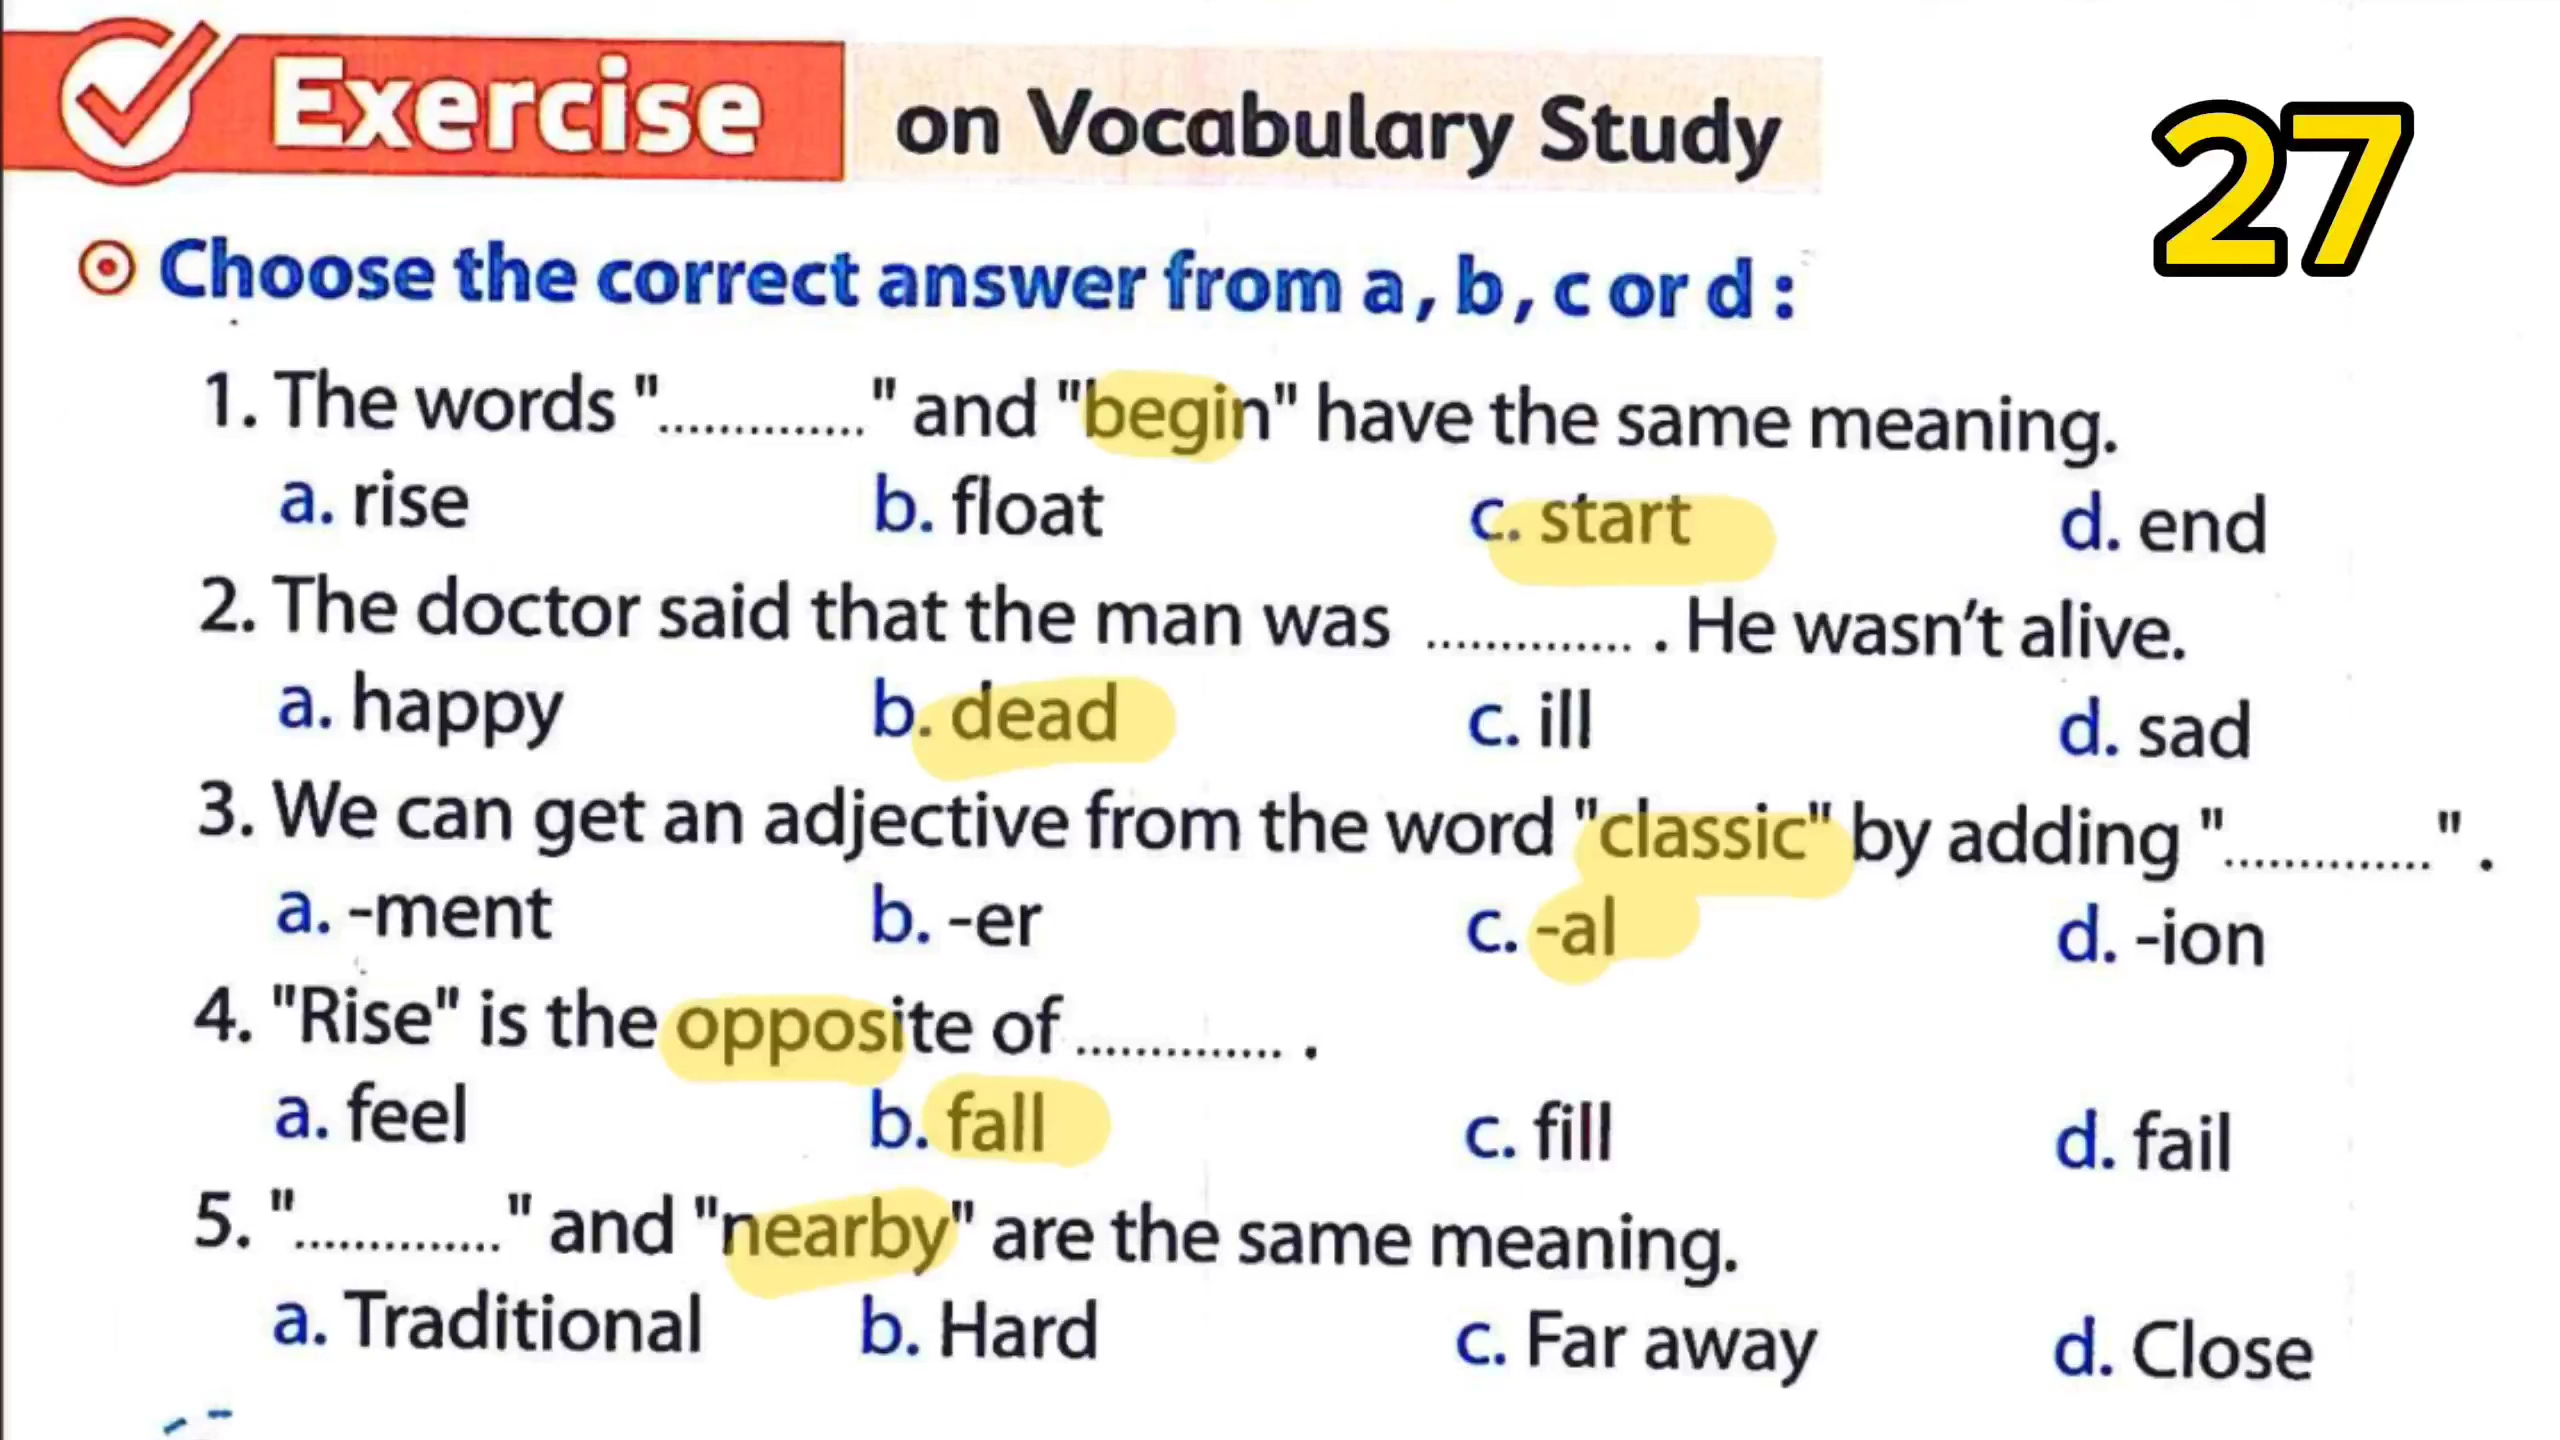 Exercise on Vocabulary Study
27
Choose the correct answer from a, b, c or d :
1. The words ".............." and "begin" have the same meaning.
a. rise b. float c. start d. end
2. The doctor said that the man was .............. . He wasn't alive.
a. happy b. dead c. ill d. sad
3. We can get an adjective from the word "classic" by adding "..............".
a. -ment b. -er c. -al d. -ion
4. "Rise" is the opposite of .............. .
a. feel b. fall c. fill d. fail
5. ".............." and "nearby" are the same meaning.
a. Traditional b. Hard c. Far away d. Close